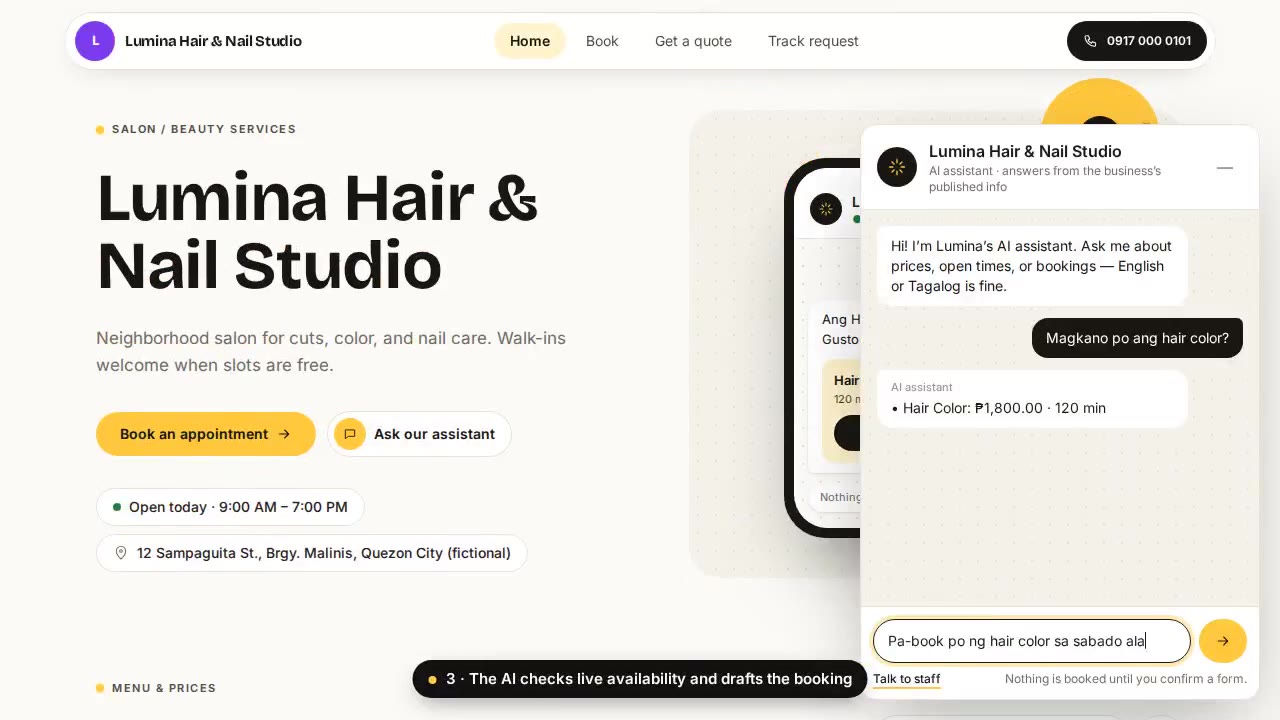 L
Lumina Hair & Nail Studio
Home
Book
Get a quote
Track request
0917 000 0101
SALON / BEAUTY SERVICES
Lumina Hair &
Nail Studio
Neighborhood salon for cuts, color, and nail care. Walk-ins
welcome when slots are free.
Book an appointment
Ask our assistant
Open today · 9:00 AM – 7:00 PM
12 Sampaguita St., Brgy. Malinis, Quezon City (fictional)
MENU & PRICES
L
Ang H
Gusto
Hair
120 m
Nothing
Lumina Hair & Nail Studio
AI assistant · answers from the business’s
published info
Hi! I’m Lumina’s AI assistant. Ask me about
prices, open times, or bookings — English
or Tagalog is fine.
Magkano po ang hair color?
AI assistant
• Hair Color: ₱1,800.00 · 120 min
Pa-book po ng hair color sa sabado ala
Talk to staff
Nothing is booked until you confirm a form.
3 · The AI checks live availability and drafts the booking